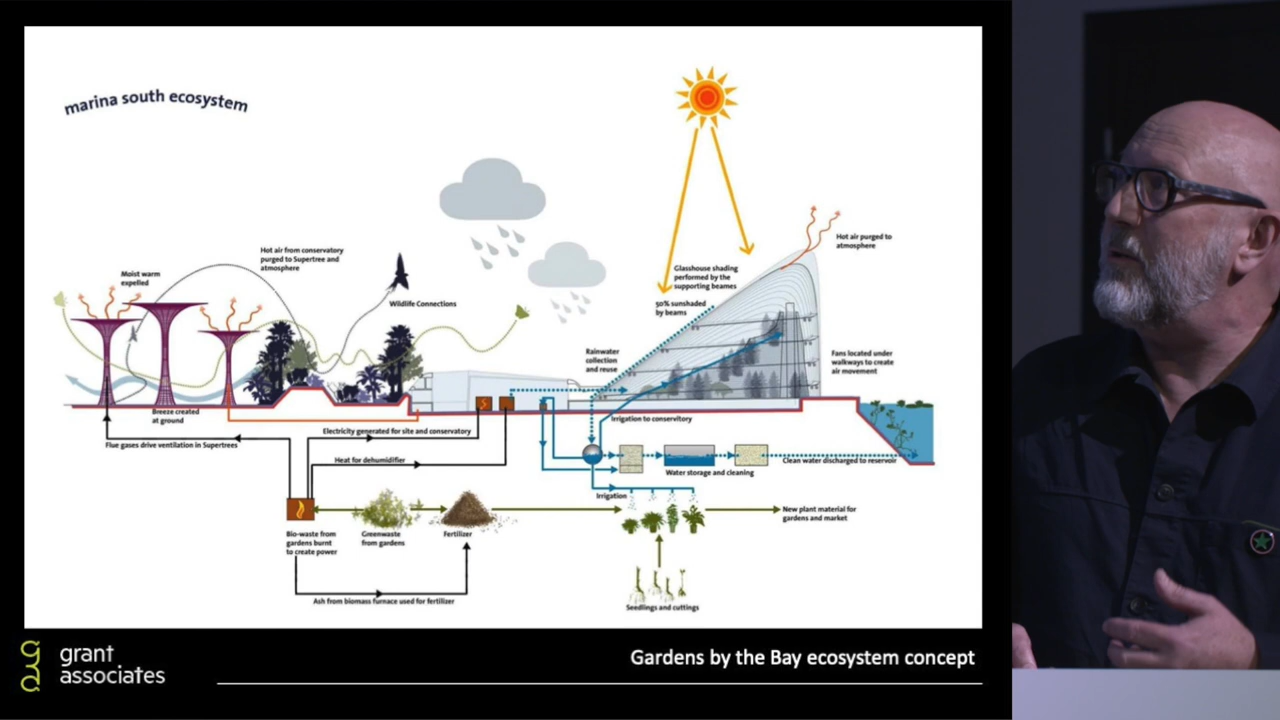 marina south ecosystem
Hot air from conservatory
purged to Supertree and
atmosphere
Moist warm
expelled
Wildlife Connections
Hot air purged to
atmosphere
Glasshouse shading
performed by the
supporting beames
50% sunshaded
by beams
Rainwater
collection
and reuse
Fans located under
walkways to create
air movement
Breeze created
at ground
Irrigation to conservitory
Electricity generated for site and conservatory
Flue gases drive ventilation in Supertrees
Heat for dehumidifier
Clean water discharged to reservoir
Water storage and cleaning
Irrigation
New plant material for
gardens and market
Bio-waste from
gardens burnt
to create power
Greenwaste
from gardens
Fertilizer
Ash from biomass furnace used for fertilizer
Seedlings and cuttings
grant
associates
Gardens by the Bay ecosystem concept